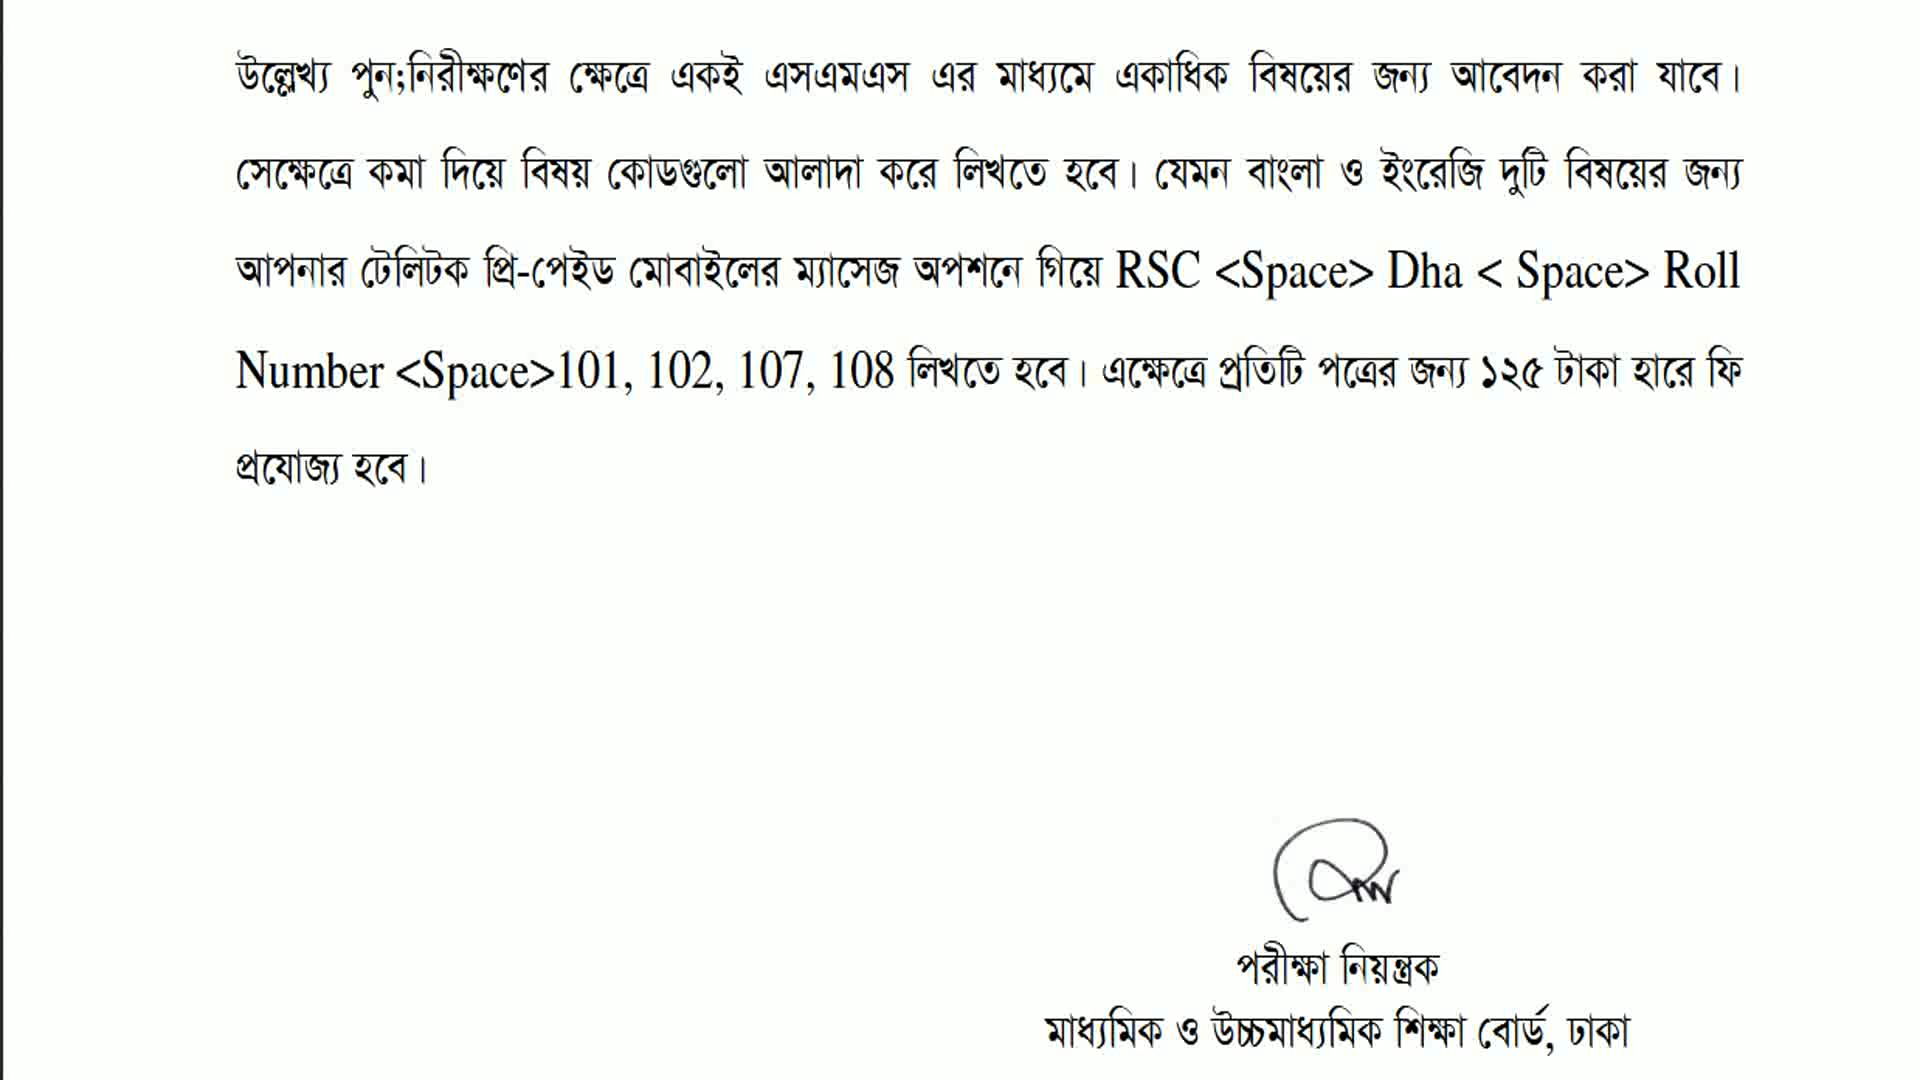 উল্লেখ্য পুন;নিরীক্ষণের ক্ষেত্রে একই এসএমএস এর মাধ্যমে একাধিক বিষয়ের জন্য আবেদন করা যাবে।
সেক্ষেত্রে কমা দিয়ে বিষয় কোডগুলো আলাদা করে লিখতে হবে। যেমন বাংলা ও ইংরেজি দুটি বিষয়ের জন্য
আপনার টেলিটক প্রি-পেইড মোবাইলের ম্যাসেজ অপশনে গিয়ে RSC <Space> Dha < Space> Roll
Number <Space>101, 102, 107, 108 লিখতে হবে। এক্ষেত্রে প্রতিটি পত্রের জন্য ১২৫ টাকা হারে ফি
প্রযোজ্য হবে।
পরীক্ষা নিয়ন্ত্রক
মাধ্যমিক ও উচ্চমাধ্যমিক শিক্ষা বোর্ড, ঢাকা